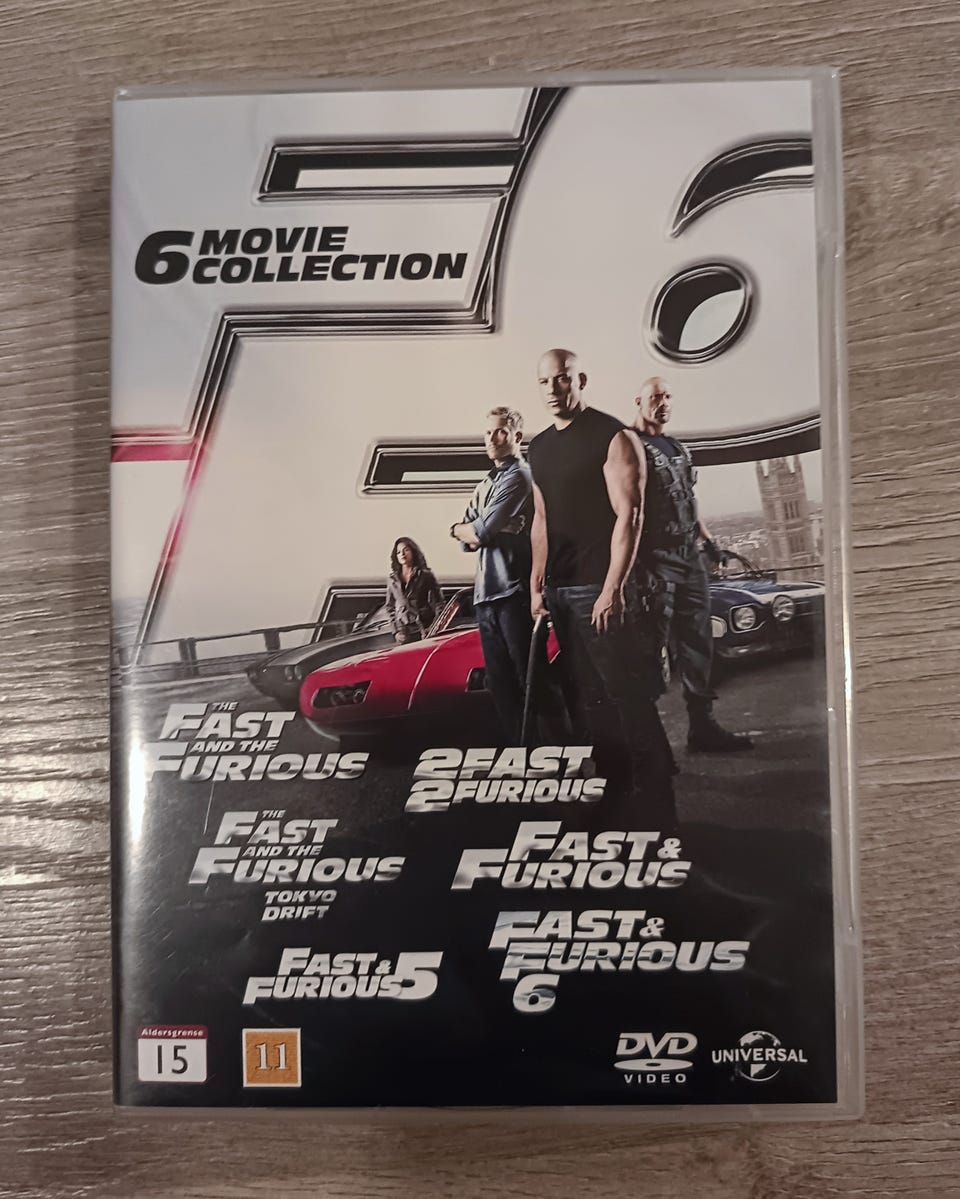 6 MOVIE
COLLECTION
THE
FAST
AND THE
FURIOUS
2 FAST
2 FURIOUS
THE
FAST
AND THE
FURIOUS
TOKYO
DRIFT
FAST &
FURIOUS
FAST &
FURIOUS 5
FAST &
FURIOUS
6
Aldersgrense
15
11
DVD
VIDEO
UNIVERSAL